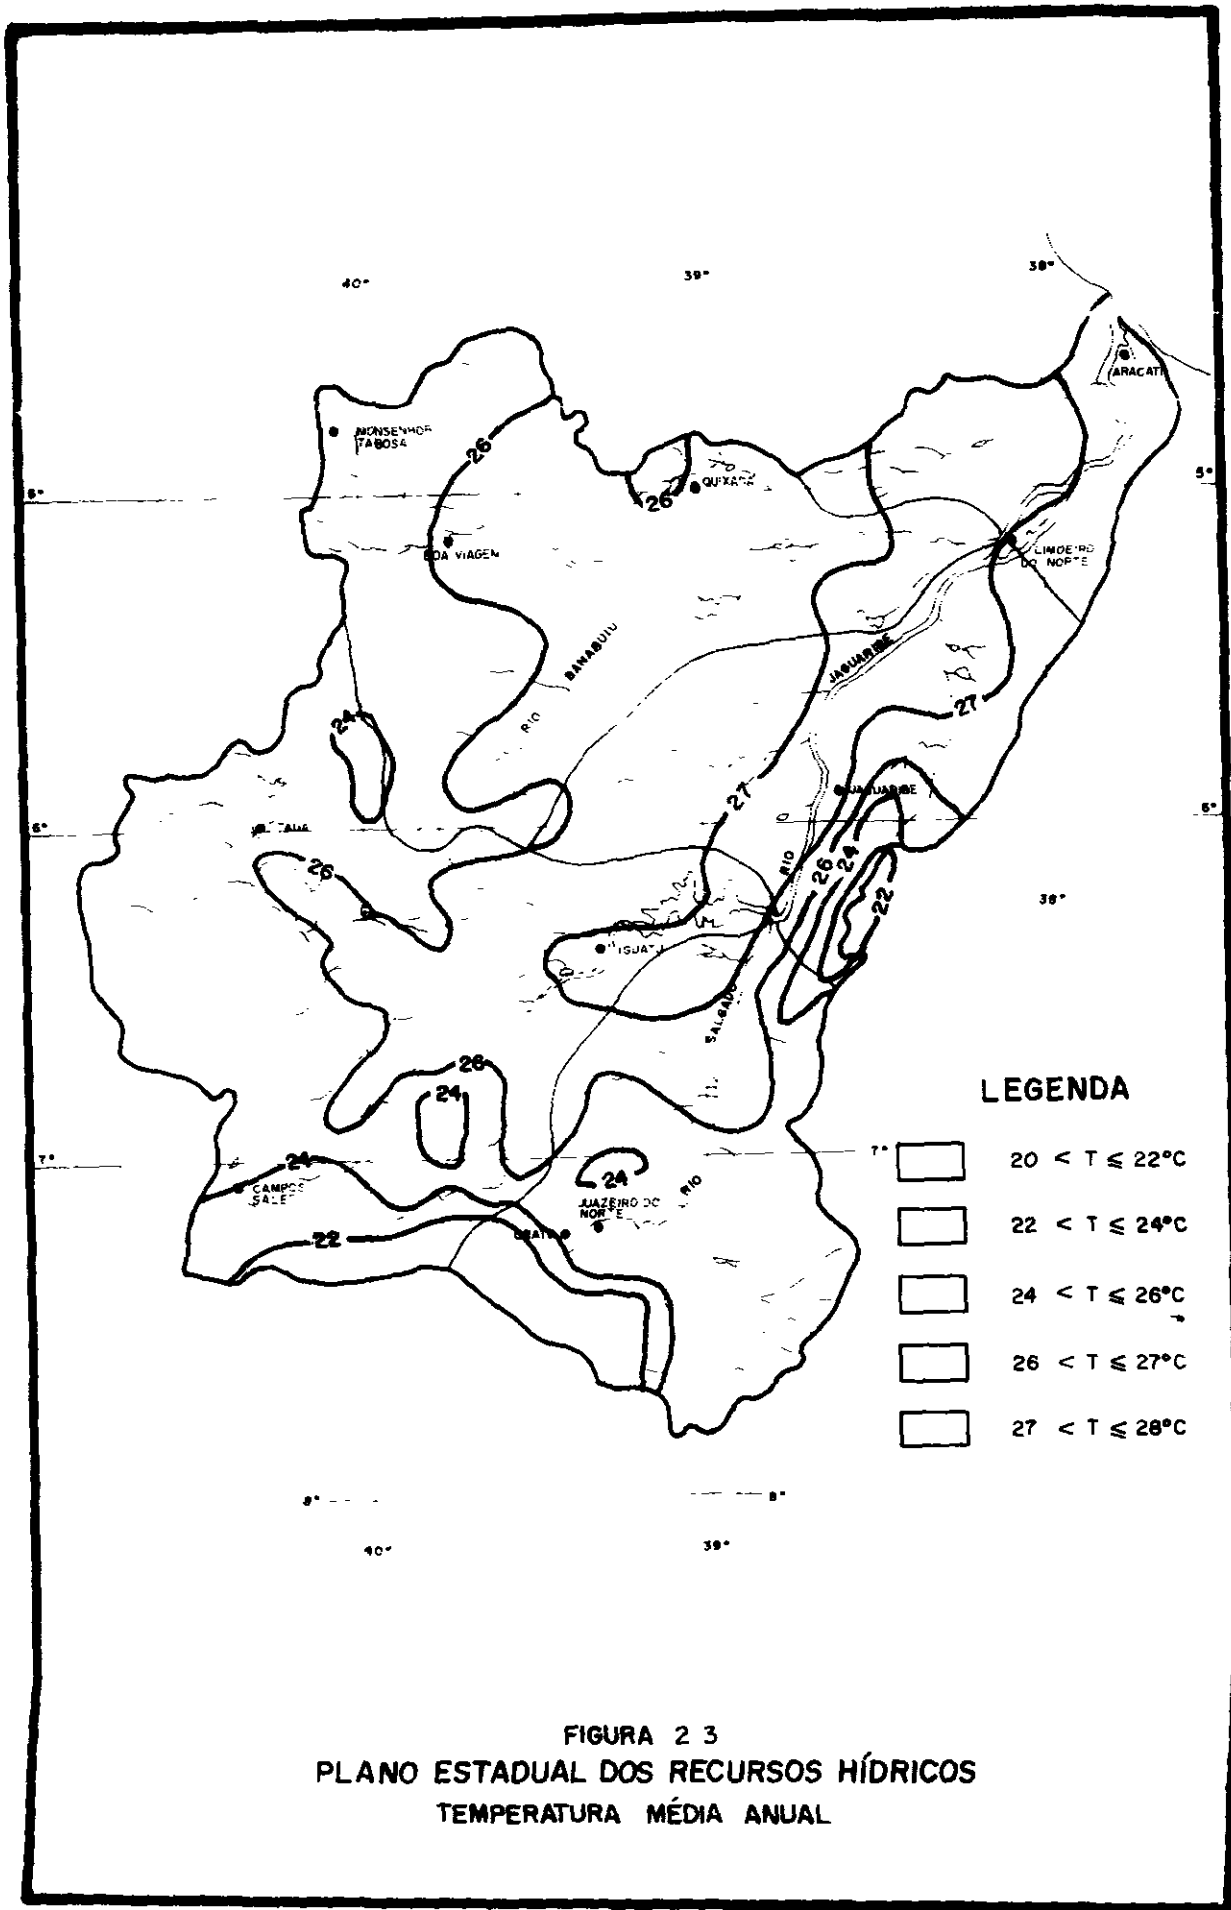 40°
39°
38°
ARACATI
MONSENHOR
TABOSA
26
26
QUIXADÁ
5°
5°
BOA VIAGEM
LIMOEIRO
DO NORTE
BANABUIU
RIO
JAGUARIBE
24
27
27
JAGUARIBE
6°
6°
TAUA
26
RIO
26
24
22
38°
IGUATU
SALGADO
26
24
LEGENDA
7°
7°
20 < T ⩽ 22°C
24
24
CAMPOS
SALES
JUAZEIRO DO
NORTE
RIO
22 < T ⩽ 24°C
22
CRATO
24 < T ⩽ 26°C
26 < T ⩽ 27°C
27 < T ⩽ 28°C
8°
8°
40°
39°
FIGURA 2 3
PLANO ESTADUAL DOS RECURSOS HÍDRICOS
TEMPERATURA MÉDIA ANUAL